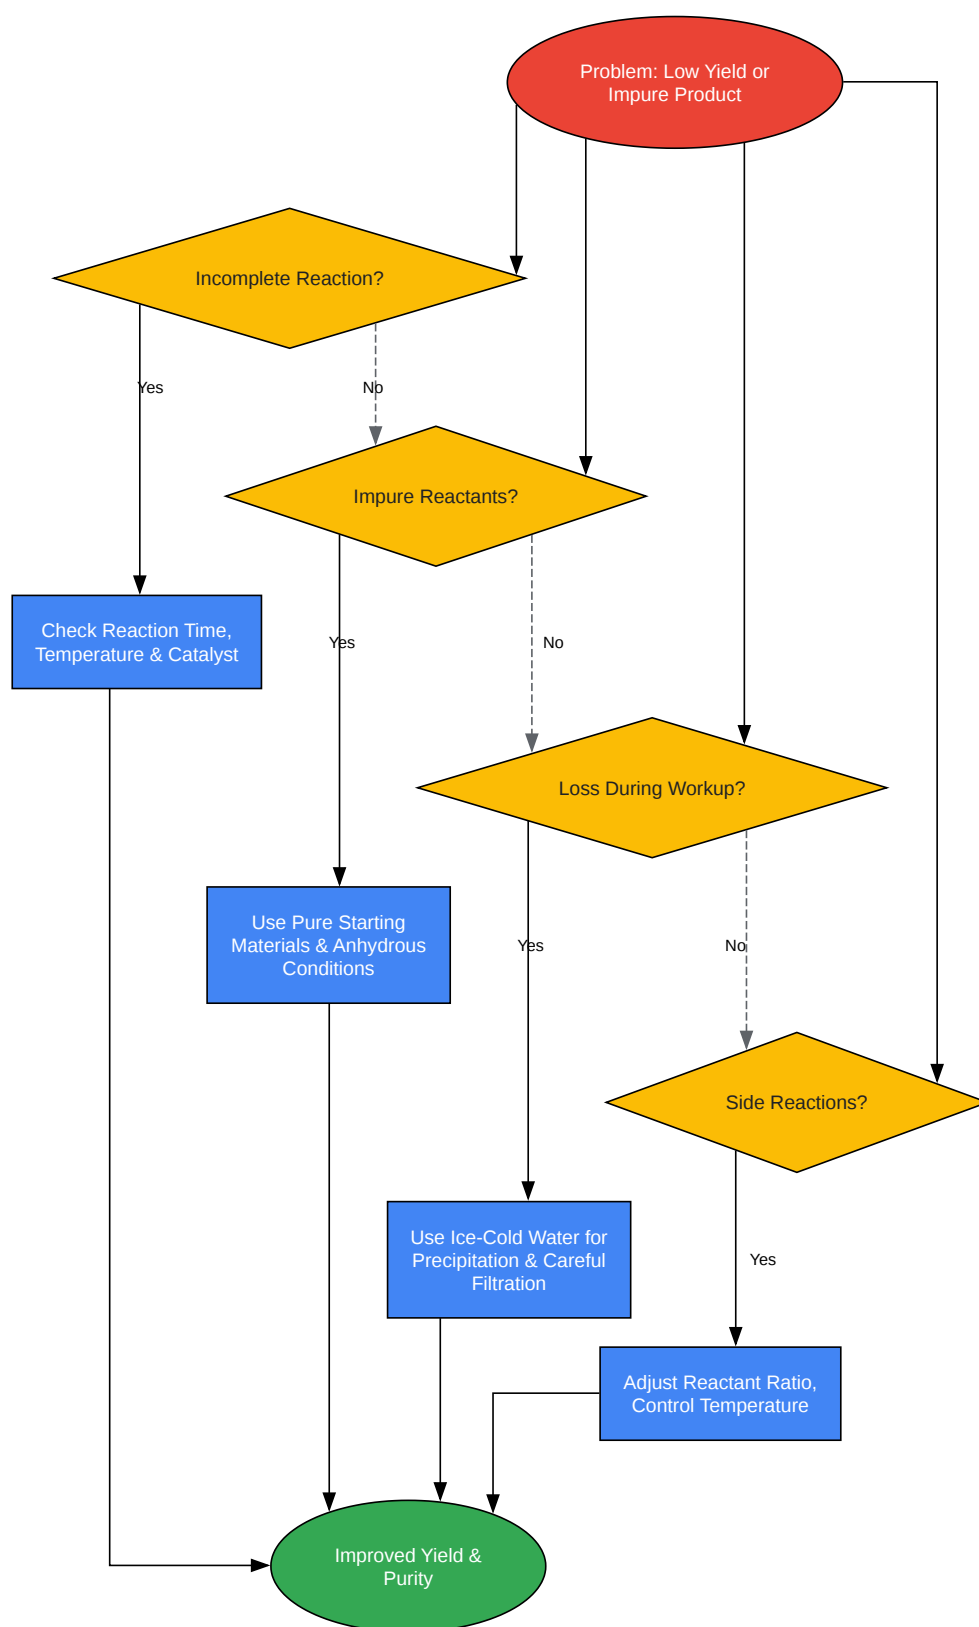 Problem: Low Yield or
Impure Product
Incomplete Reaction?
Yes
No
Impure Reactants?
Check Reaction Time,
Temperature & Catalyst
Yes
No
Loss During Workup?
Use Pure Starting
Materials & Anhydrous
Conditions
Yes
No
Side Reactions?
Use Ice-Cold Water for
Precipitation & Careful
Filtration
Yes
Adjust Reactant Ratio,
Control Temperature
Improved Yield &
Purity